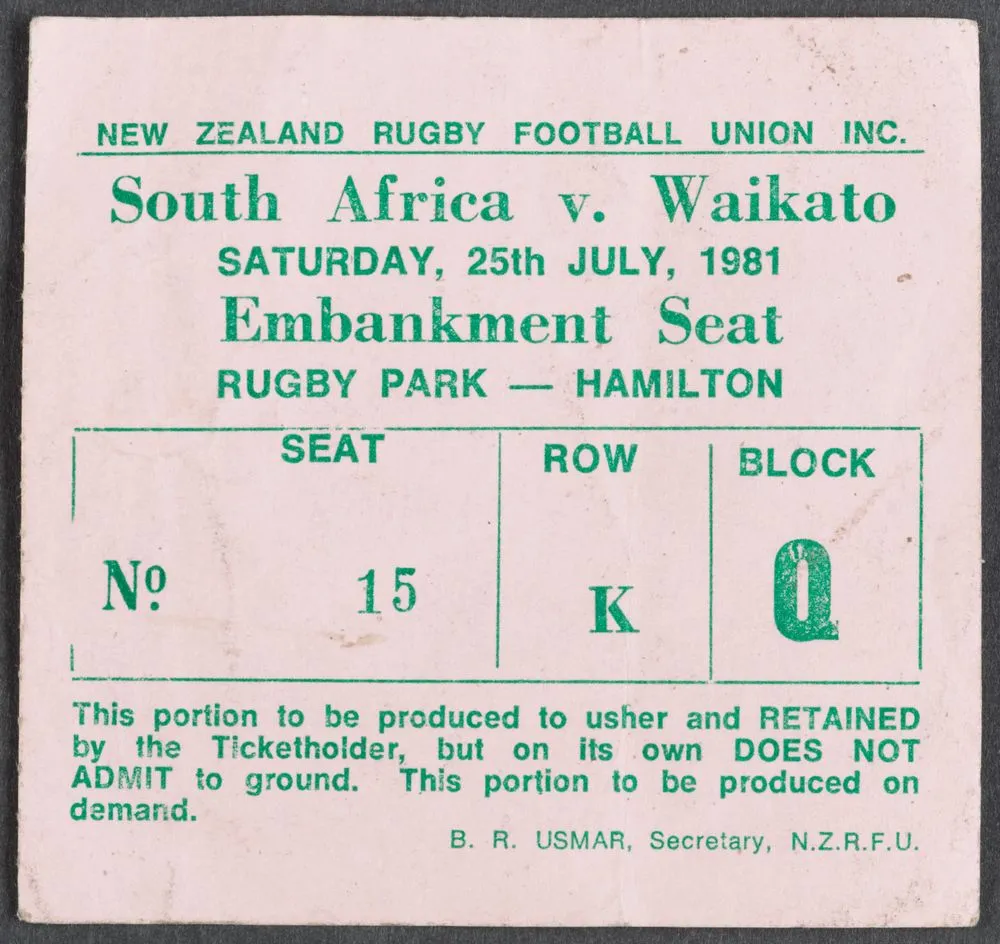 NEW ZEALAND RUGBY FOOTBALL UNION INC.
South Africa v. Waikato
SATURDAY, 25th JULY, 1981
Embankment Seat
RUGBY PARK — HAMILTON
SEAT ROW BLOCK
Nº 15 K Q
This portion to be produced to usher and RETAINED
by the Ticketholder, but on its own DOES NOT
ADMIT to ground. This portion to be produced on
demand.
B. R. USMAR, Secretary, N.Z.R.F.U.